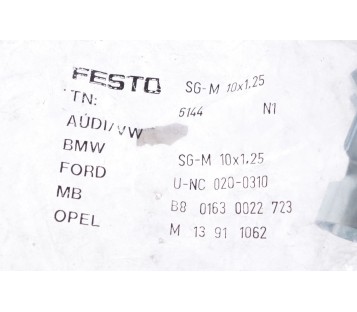 FESTO SG-M 10x1.25
TN: 5144 N1
AUDI/VW
BMW SG-M 10x1.25
FORD U-NC 020-0310
MB B8 0163 0022 723
OPEL M 13 91 1062